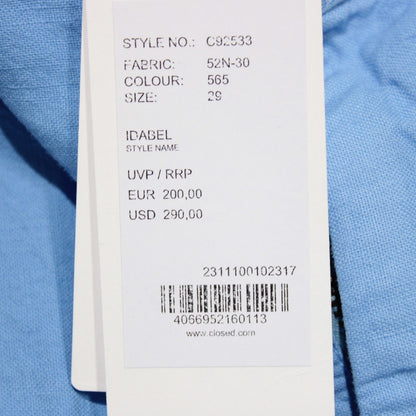 STYLE NO.: C92533
FABRIC: 52N-30
COLOUR: 565
SIZE: 29
IDABEL
STYLE NAME
UVP / RRP
EUR 200,00
USD 290,00
2311100102317
4066952160113
www.closed.com